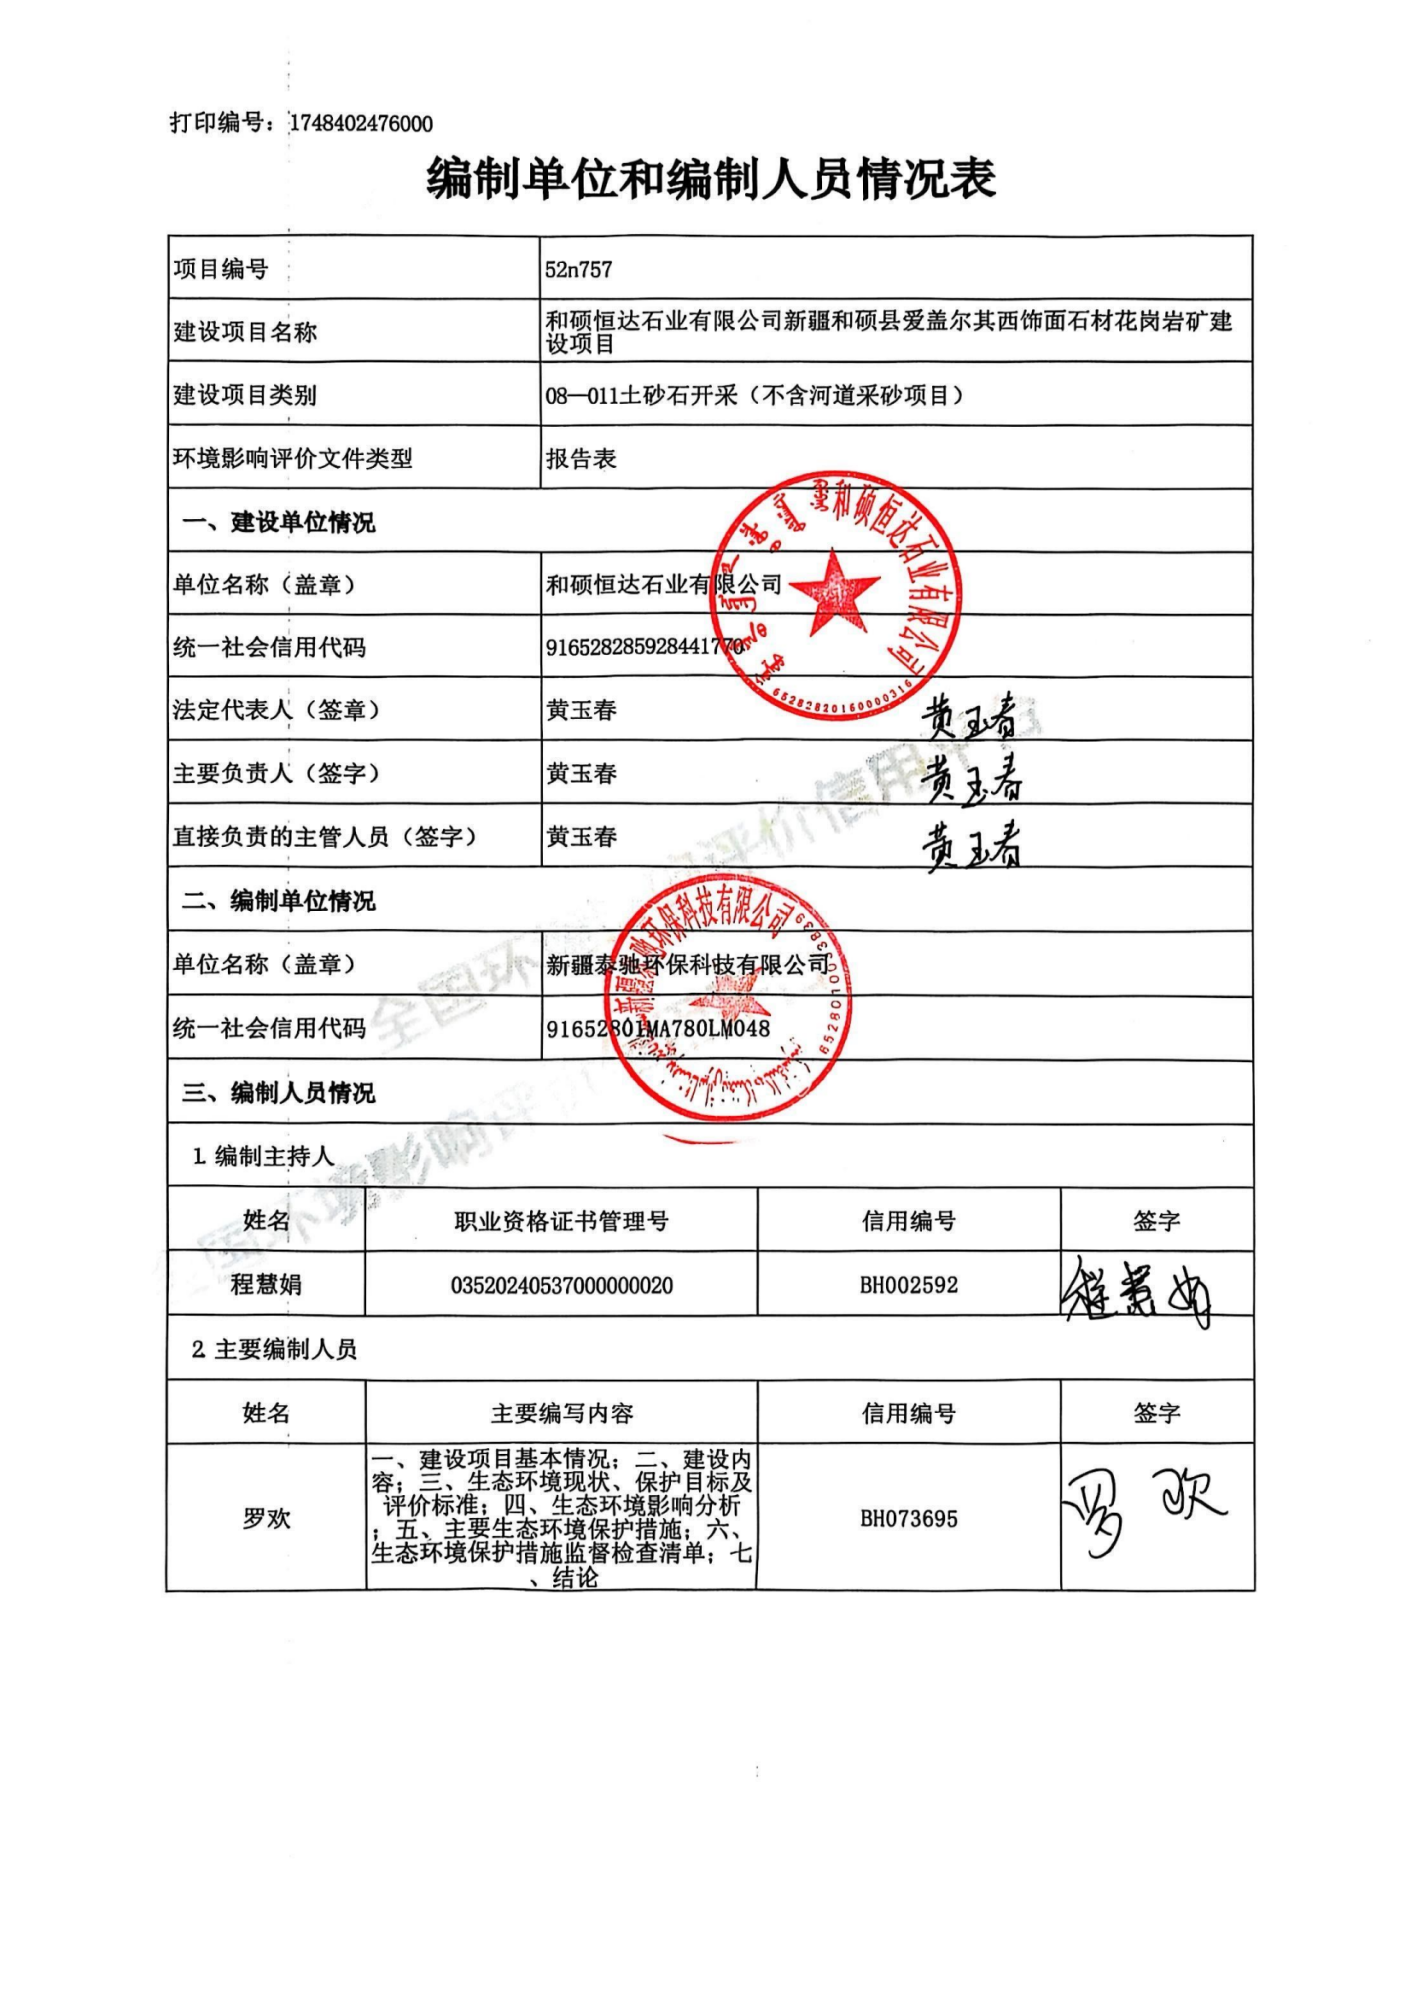 打印编号：1748402476000
编制单位和编制人员情况表
项目编号 52n757
建设项目名称 和硕恒达石业有限公司新疆和硕县爱盖尔其西饰面石材花岗岩矿建
设项目
建设项目类别 08—011土砂石开采（不含河道采砂项目）
环境影响评价文件类型 报告表
一、建设单位情况
单位名称（盖章） 和硕恒达石业有限公司
统一社会信用代码 916528285928441770
法定代表人（签章） 黄玉春 黄玉春
主要负责人（签字） 黄玉春 黄玉春
直接负责的主管人员（签字） 黄玉春 黄玉春
和硕恒达石业有限公司
65282820160000316
二、编制单位情况
单位名称（盖章） 新疆泰驰环保科技有限公司
统一社会信用代码 91652801MA780LM048
新疆泰驰环保科技有限公司
三、编制人员情况
1.编制主持人
姓名 职业资格证书管理号 信用编号 签字
程慧娟 03520240537000000020 BH002592 程慧娟
2.主要编制人员
姓名 主要编写内容 信用编号 签字
罗欢 BH073695 罗欢
一、建设项目基本情况；二、建设内
容；三、生态环境现状、保护目标及
评价标准；四、生态环境影响分析
；五、主要生态环境保护措施；六、
生态环境保护措施监督检查清单；七
、结论